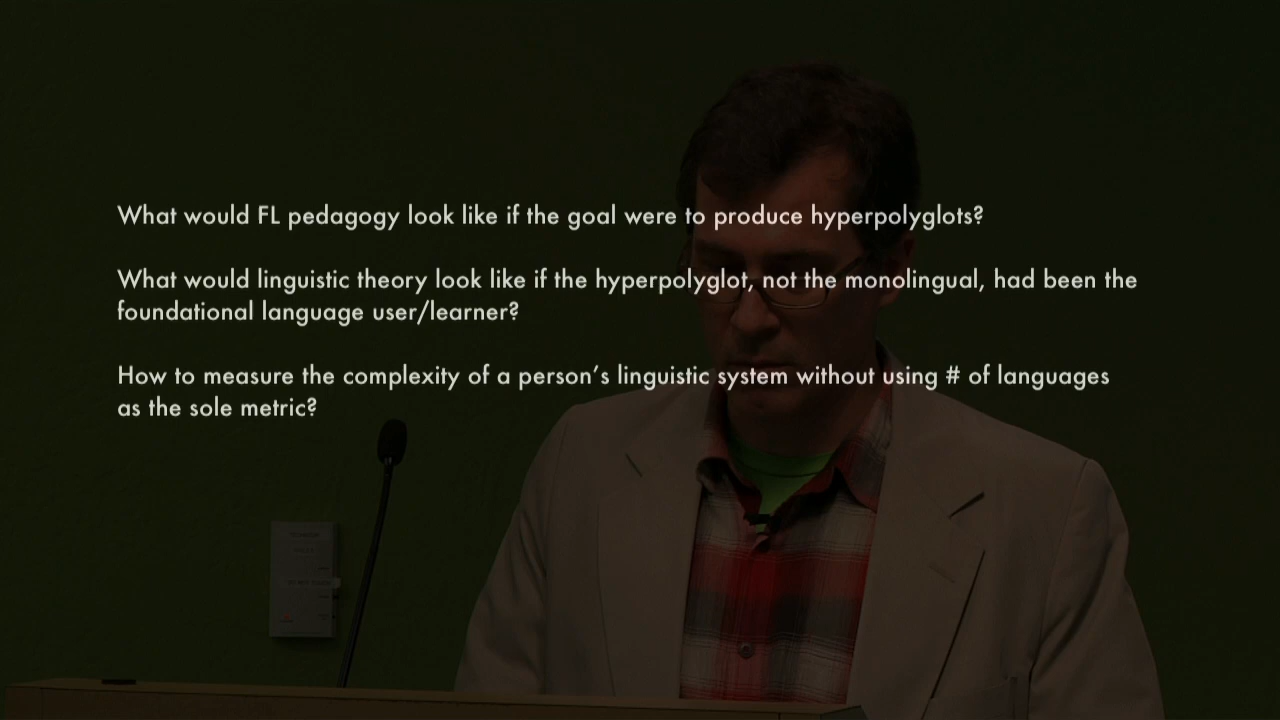 What would FL pedagogy look like if the goal were to produce hyperpolyglots?
What would linguistic theory look like if the hyperpolyglot, not the monolingual, had been the
foundational language user/learner?
How to measure the complexity of a person’s linguistic system without using # of languages
as the sole metric?